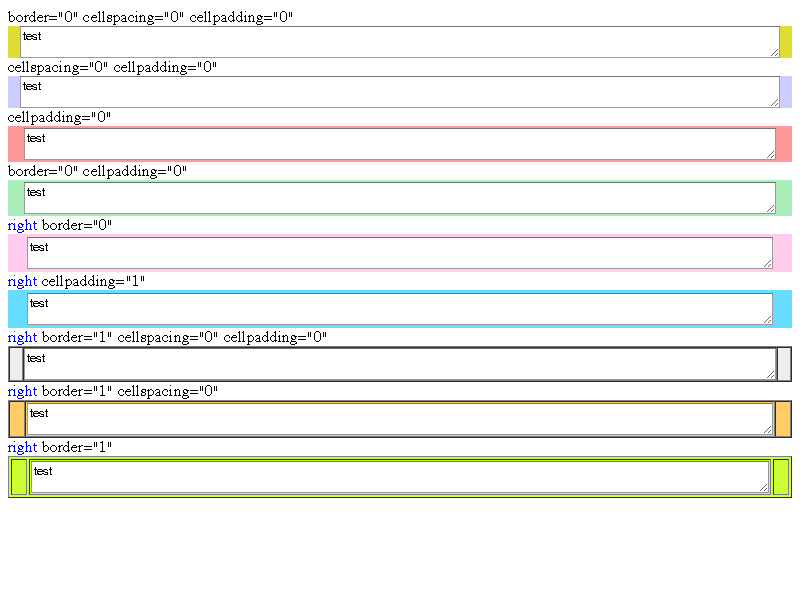 border="0" cellspacing="0" cellpadding="0"
test
cellspacing="0" cellpadding="0"
test
cellpadding="0"
test
border="0" cellpadding="0"
test
right border="0"
test
right cellpadding="1"
test
right border="1" cellspacing="0" cellpadding="0"
test
right border="1" cellspacing="0"
test
right border="1"
test